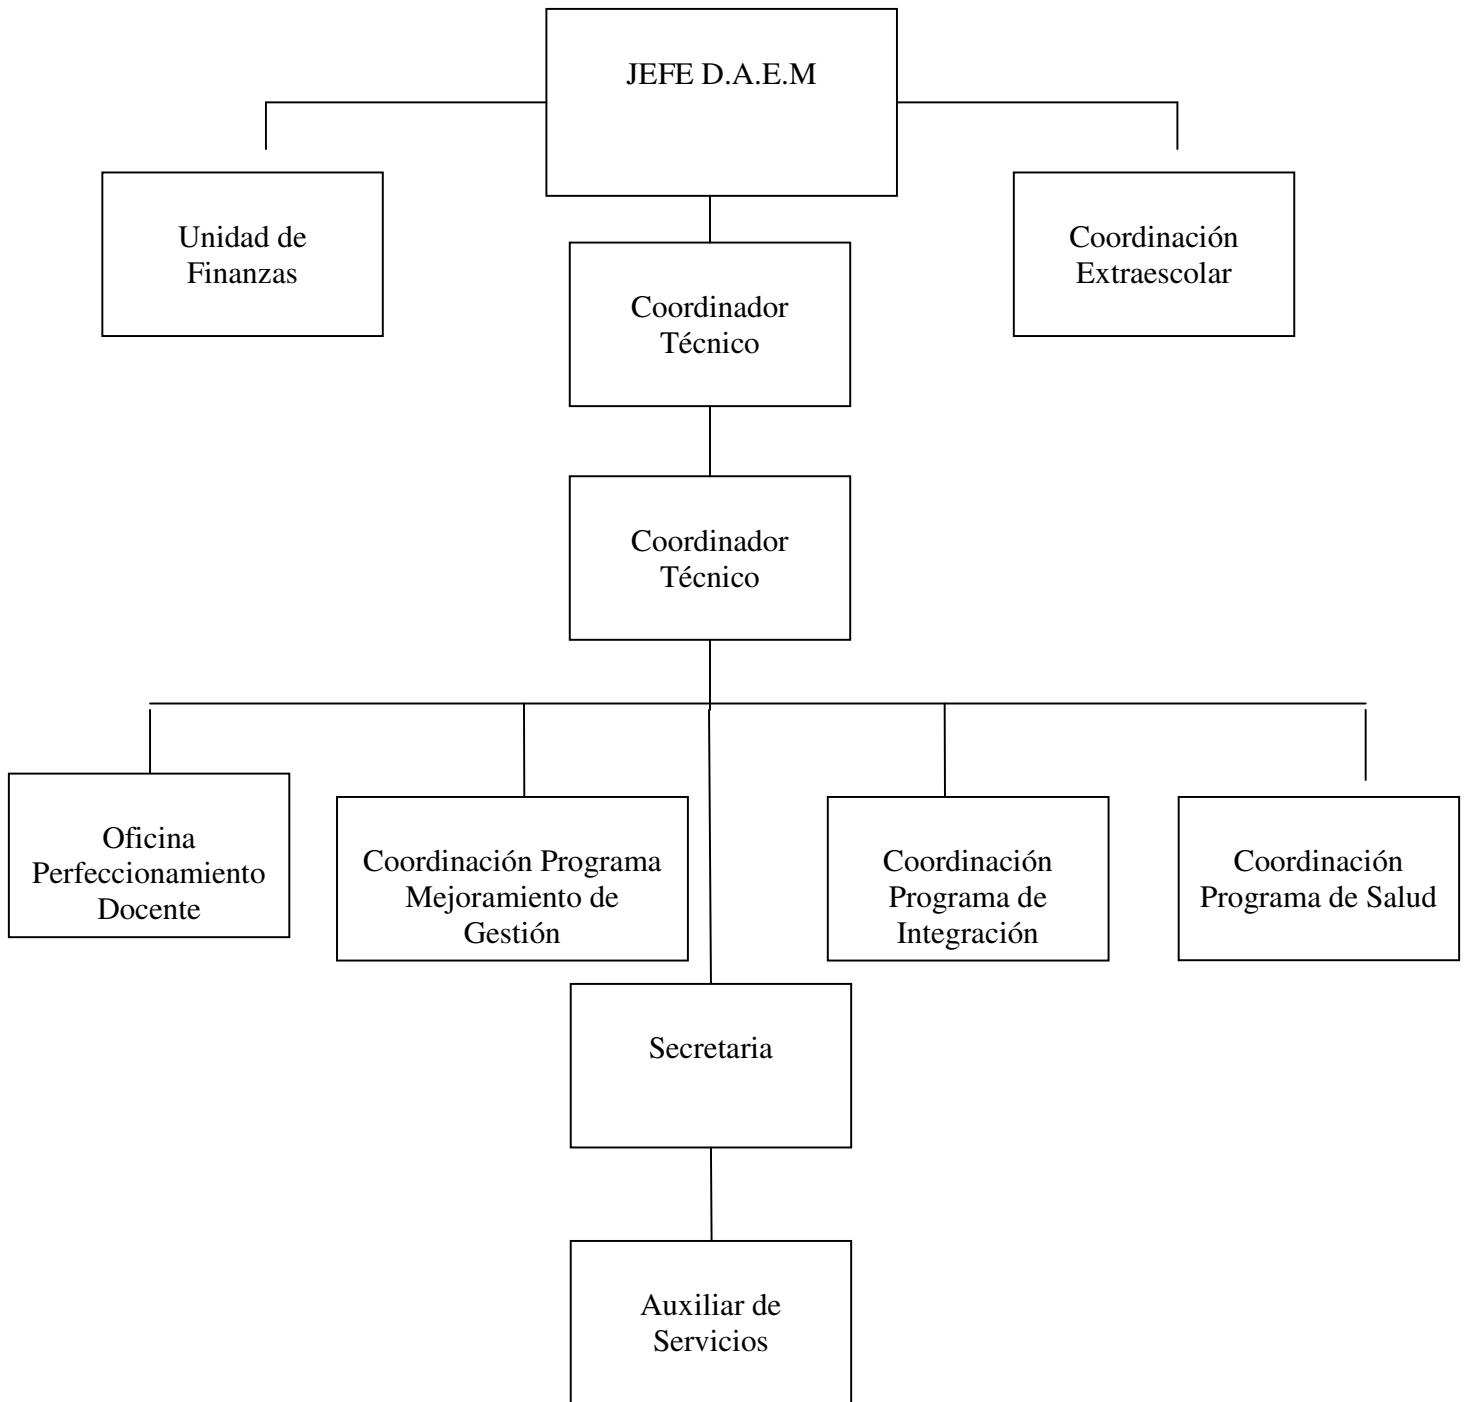 JEFE D.A.E.M
Unidad de
Finanzas
Coordinación
Extraescolar
Coordinador
Técnico
Coordinador
Técnico
Oficina
Perfeccionamiento
Docente
Coordinación Programa
Mejoramiento de
Gestión
Coordinación
Programa de
Integración
Coordinación
Programa de Salud
Secretaria
Auxiliar de
Servicios